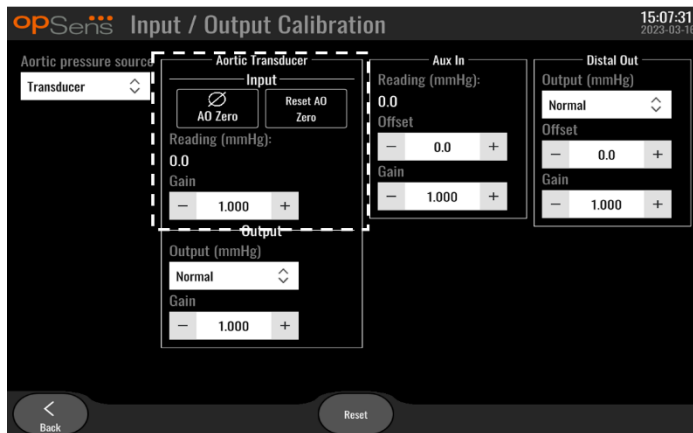 opSens Input / Output Calibration
15:07:31
2023-03-16
Aortic pressure source
Transducer
Aortic Transducer
Input
AO Zero
Reset AO
Zero
Reading (mmHg):
0.0
Gain
− 1.000 +
Output
Output (mmHg)
Normal
Gain
− 1.000 +
Aux In
Reading (mmHg):
0.0
Offset
− 0.0 +
Gain
− 1.000 +
Distal Out
Output (mmHg)
Normal
Offset
− 0.0 +
Gain
− 1.000 +
Back
Reset